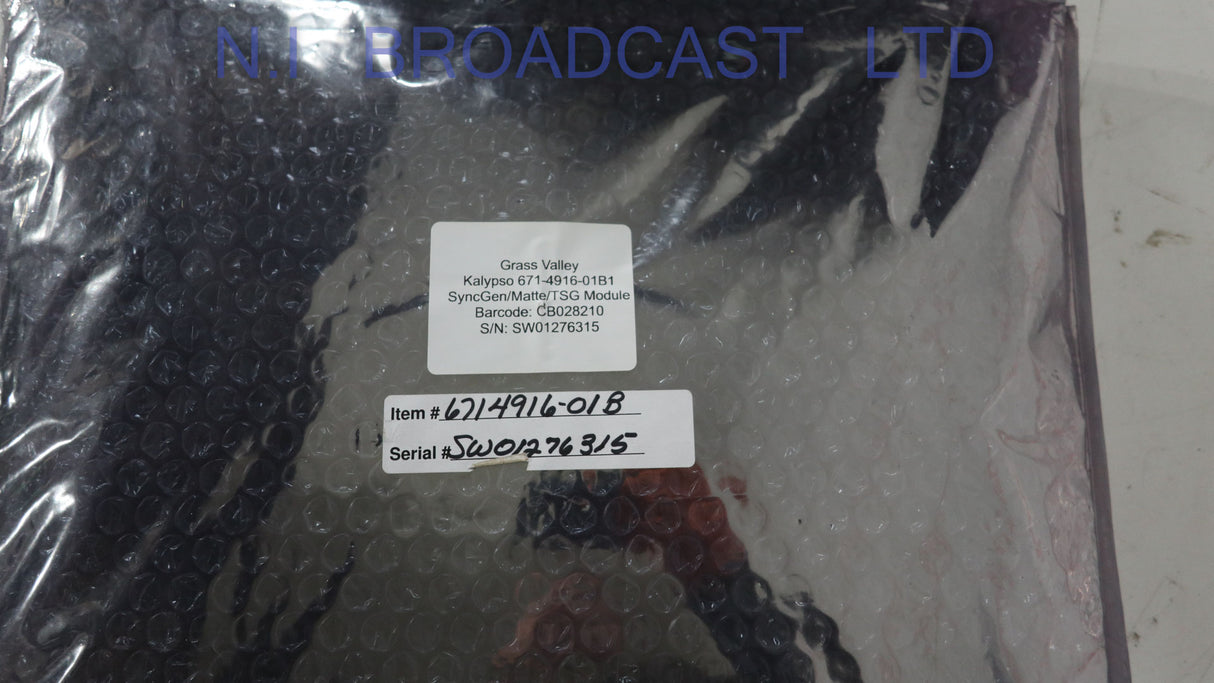 N.I BROADCAST LTD
Grass Valley
Kalypso 671-4916-01B1
SyncGen/Matte/TSG Module
Barcode: CB028210
S/N: SW01276315
Item # 6714916-01B
Serial # SW01276315